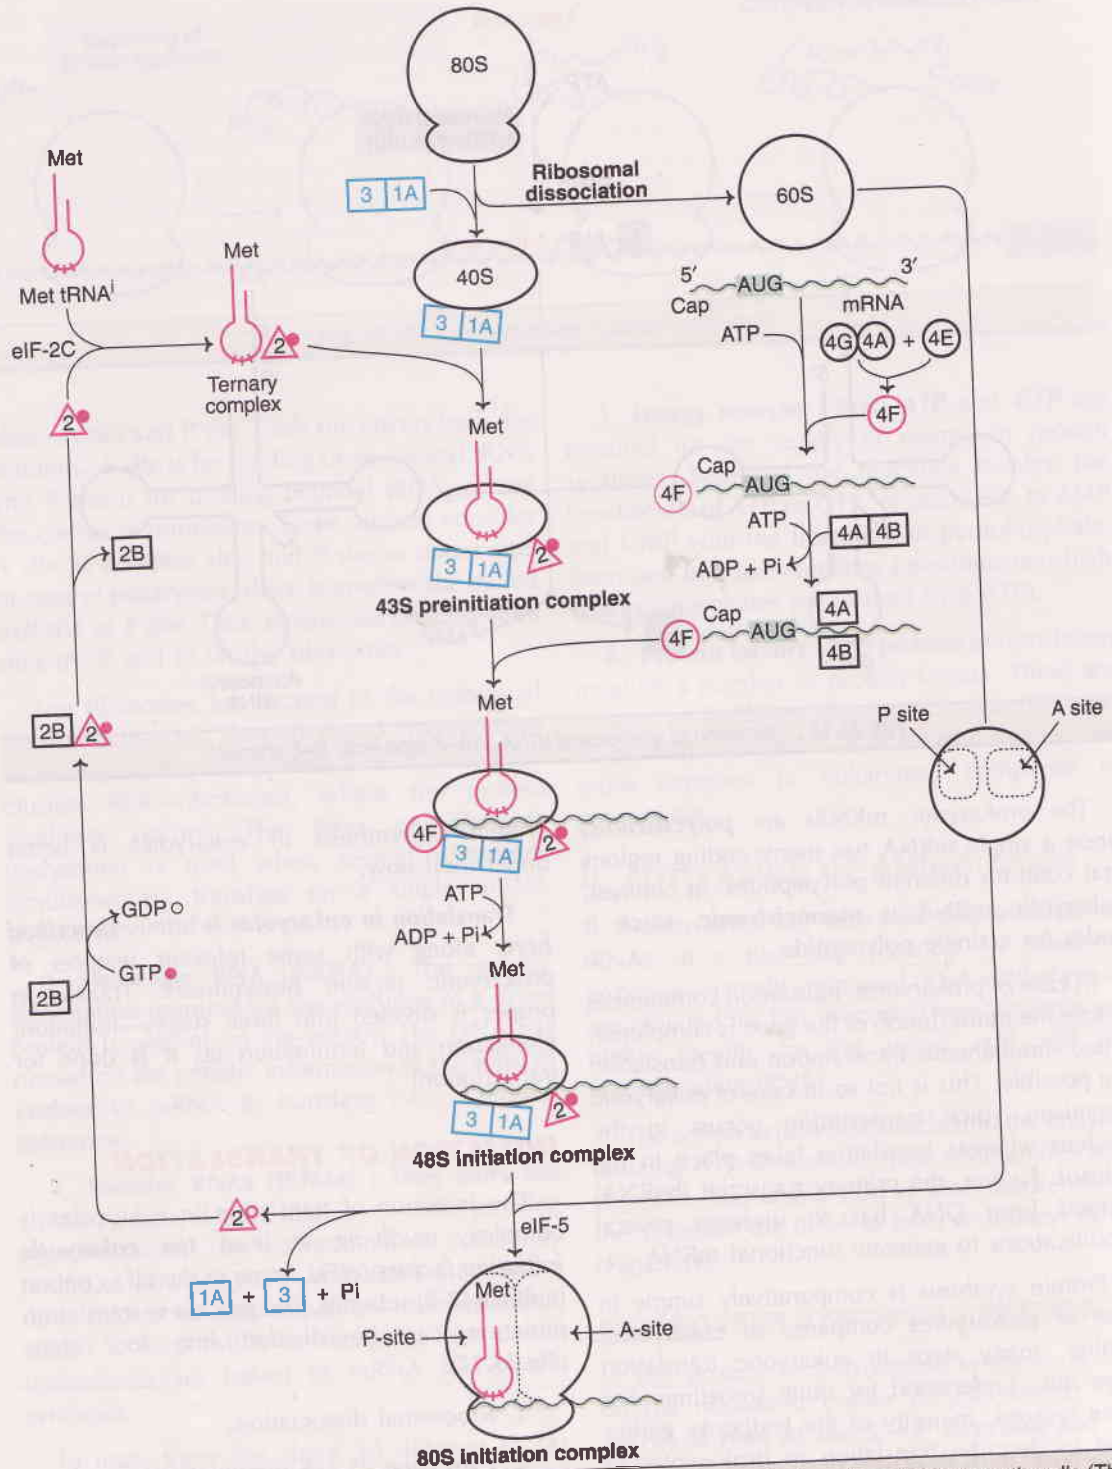 80S
Met
3 1A
Ribosomal
dissociation
60S
Met
40S
5′ AUG 3′
Cap
mRNA
Met tRNAⁱ
3 1A
ATP
4G 4A + 4E
eIF-2C
2
Ternary
complex
4F
2
Met
Cap
4F
AUG
ATP
4A 4B
2B
3 1A
2
ADP + Pi
43S preinitiation complex
4A
Cap
4F
AUG
4B
Met
P site
A site
2B 2
4F
3 1A
2
ATP
GDP
ADP + Pi
GTP
Met
2B
3 1A
2
48S initiation complex
2
eIF-5
1A + 3 + Pi
Met
P-site
A-site
80S initiation complex